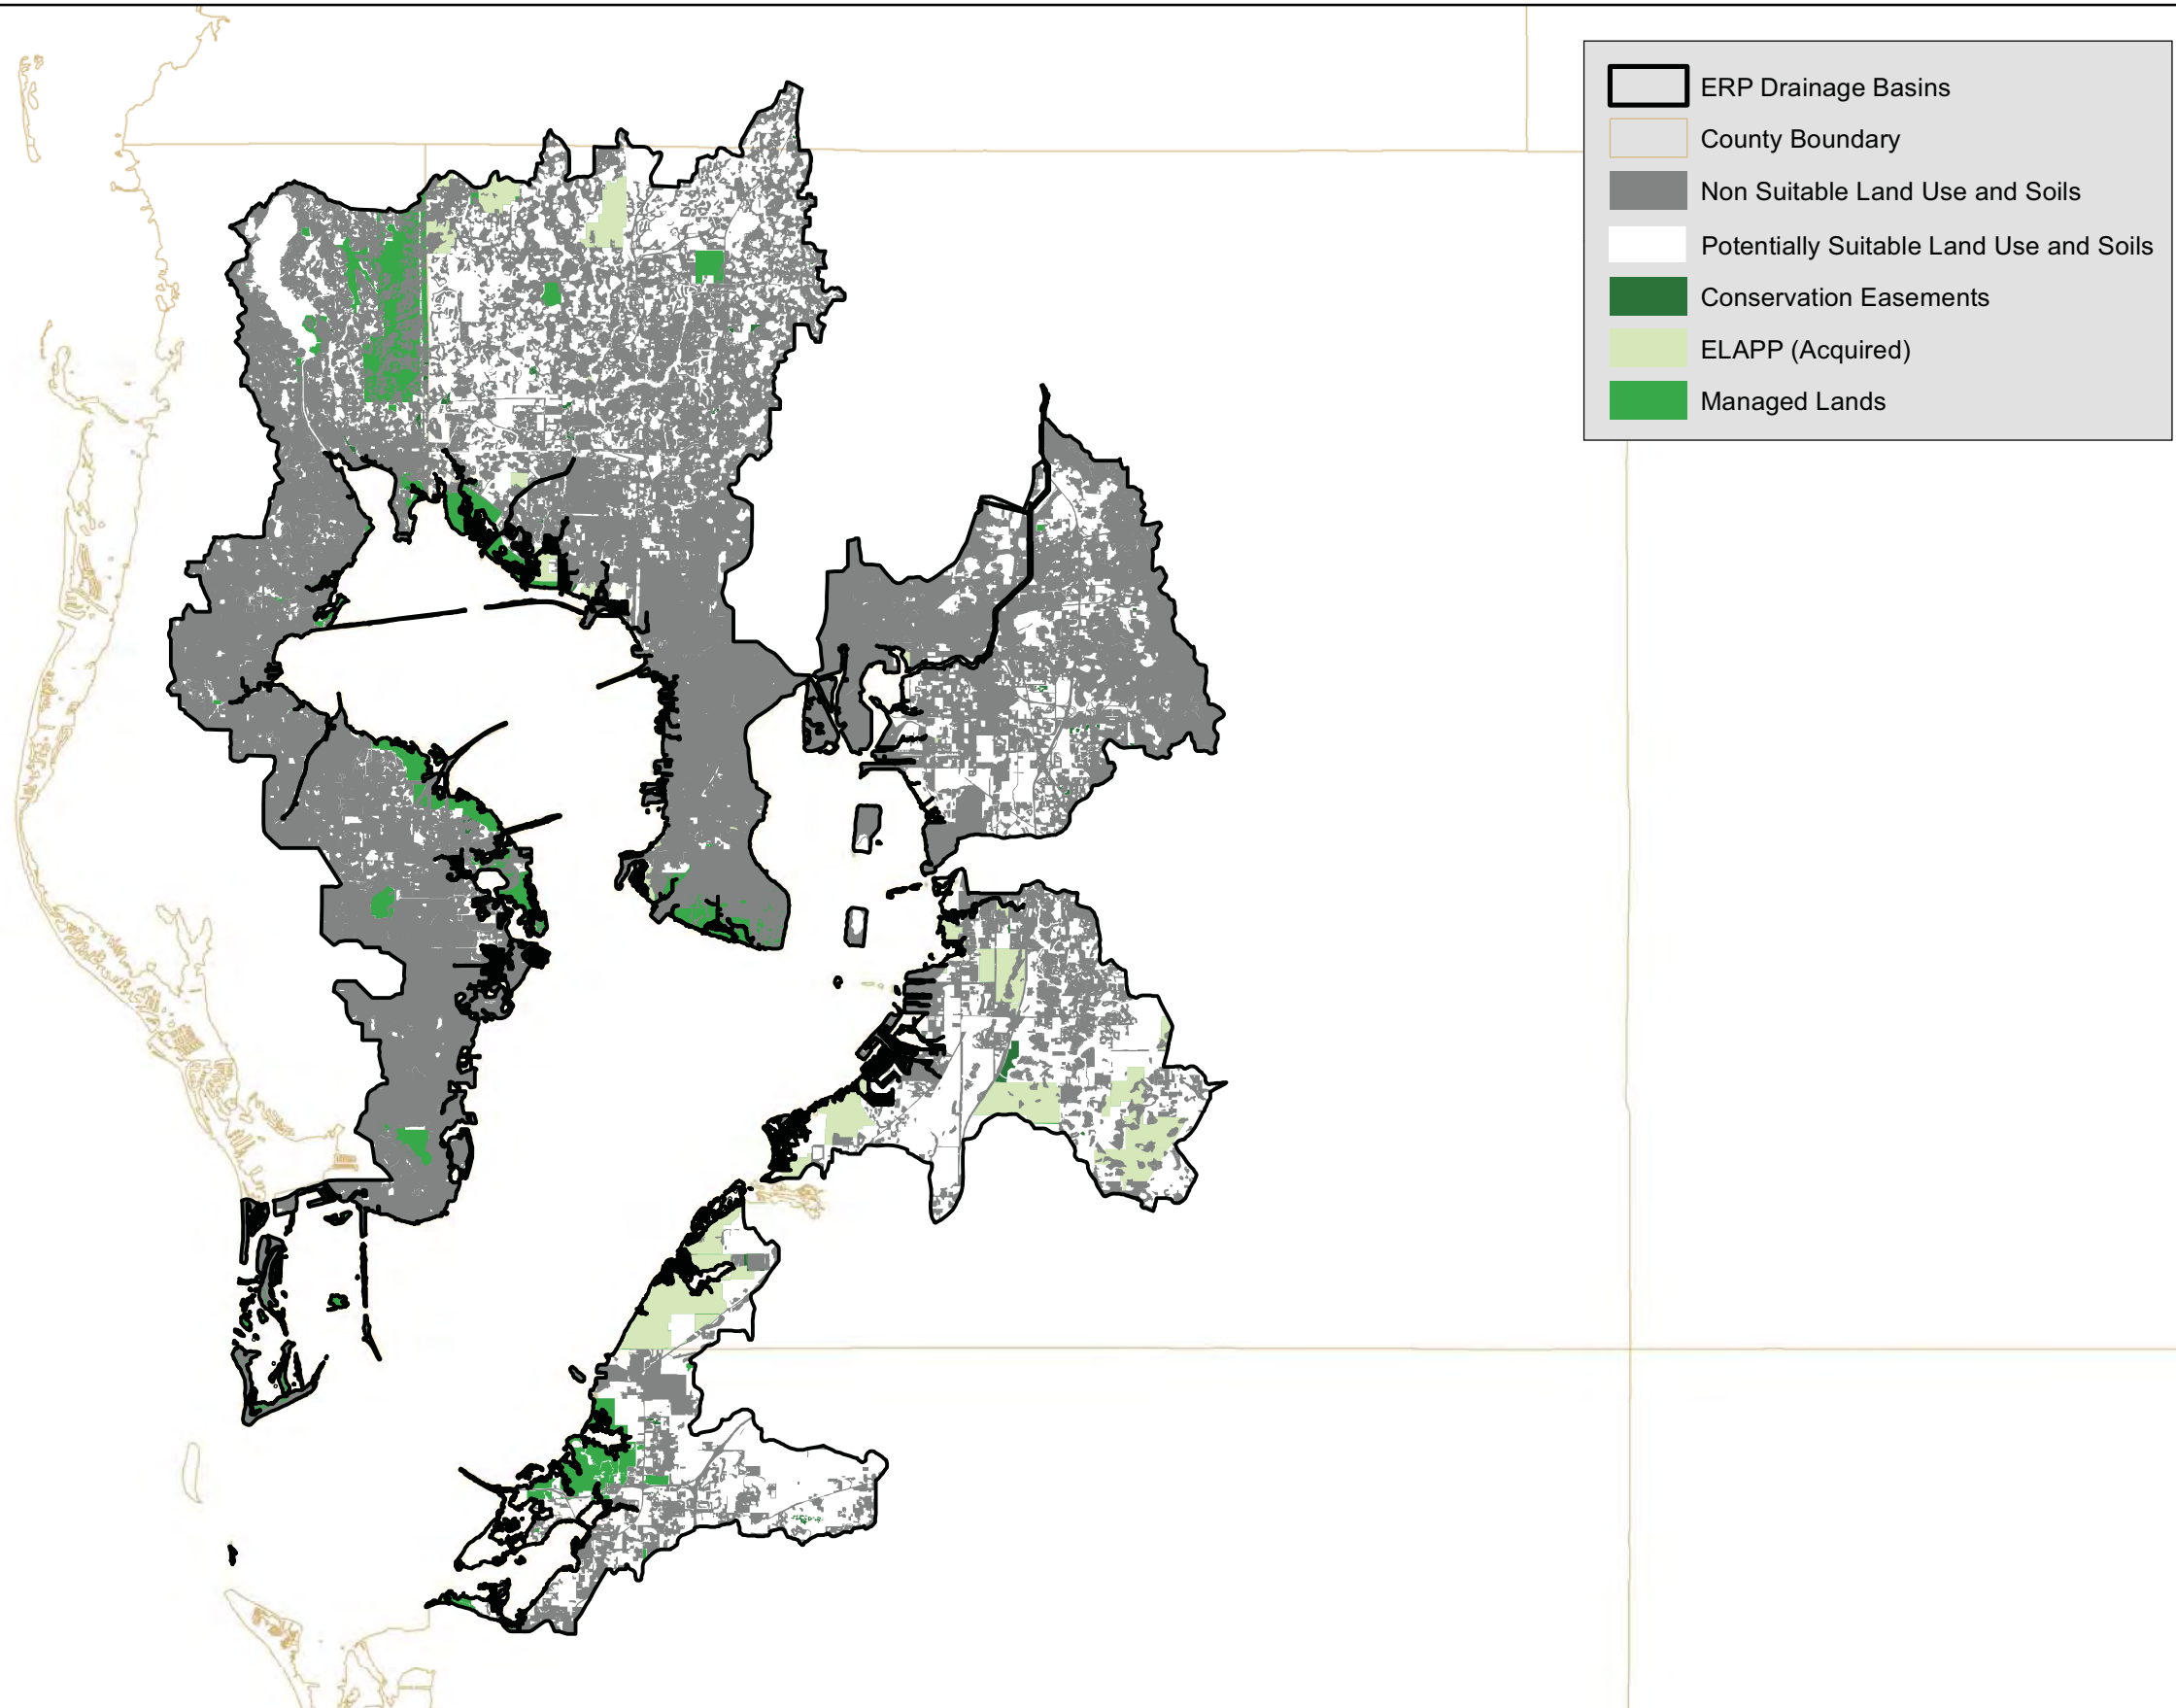 ERP Drainage Basins
County Boundary
Non Suitable Land Use and Soils
Potentially Suitable Land Use and Soils
Conservation Easements
ELAPP (Acquired)
Managed Lands